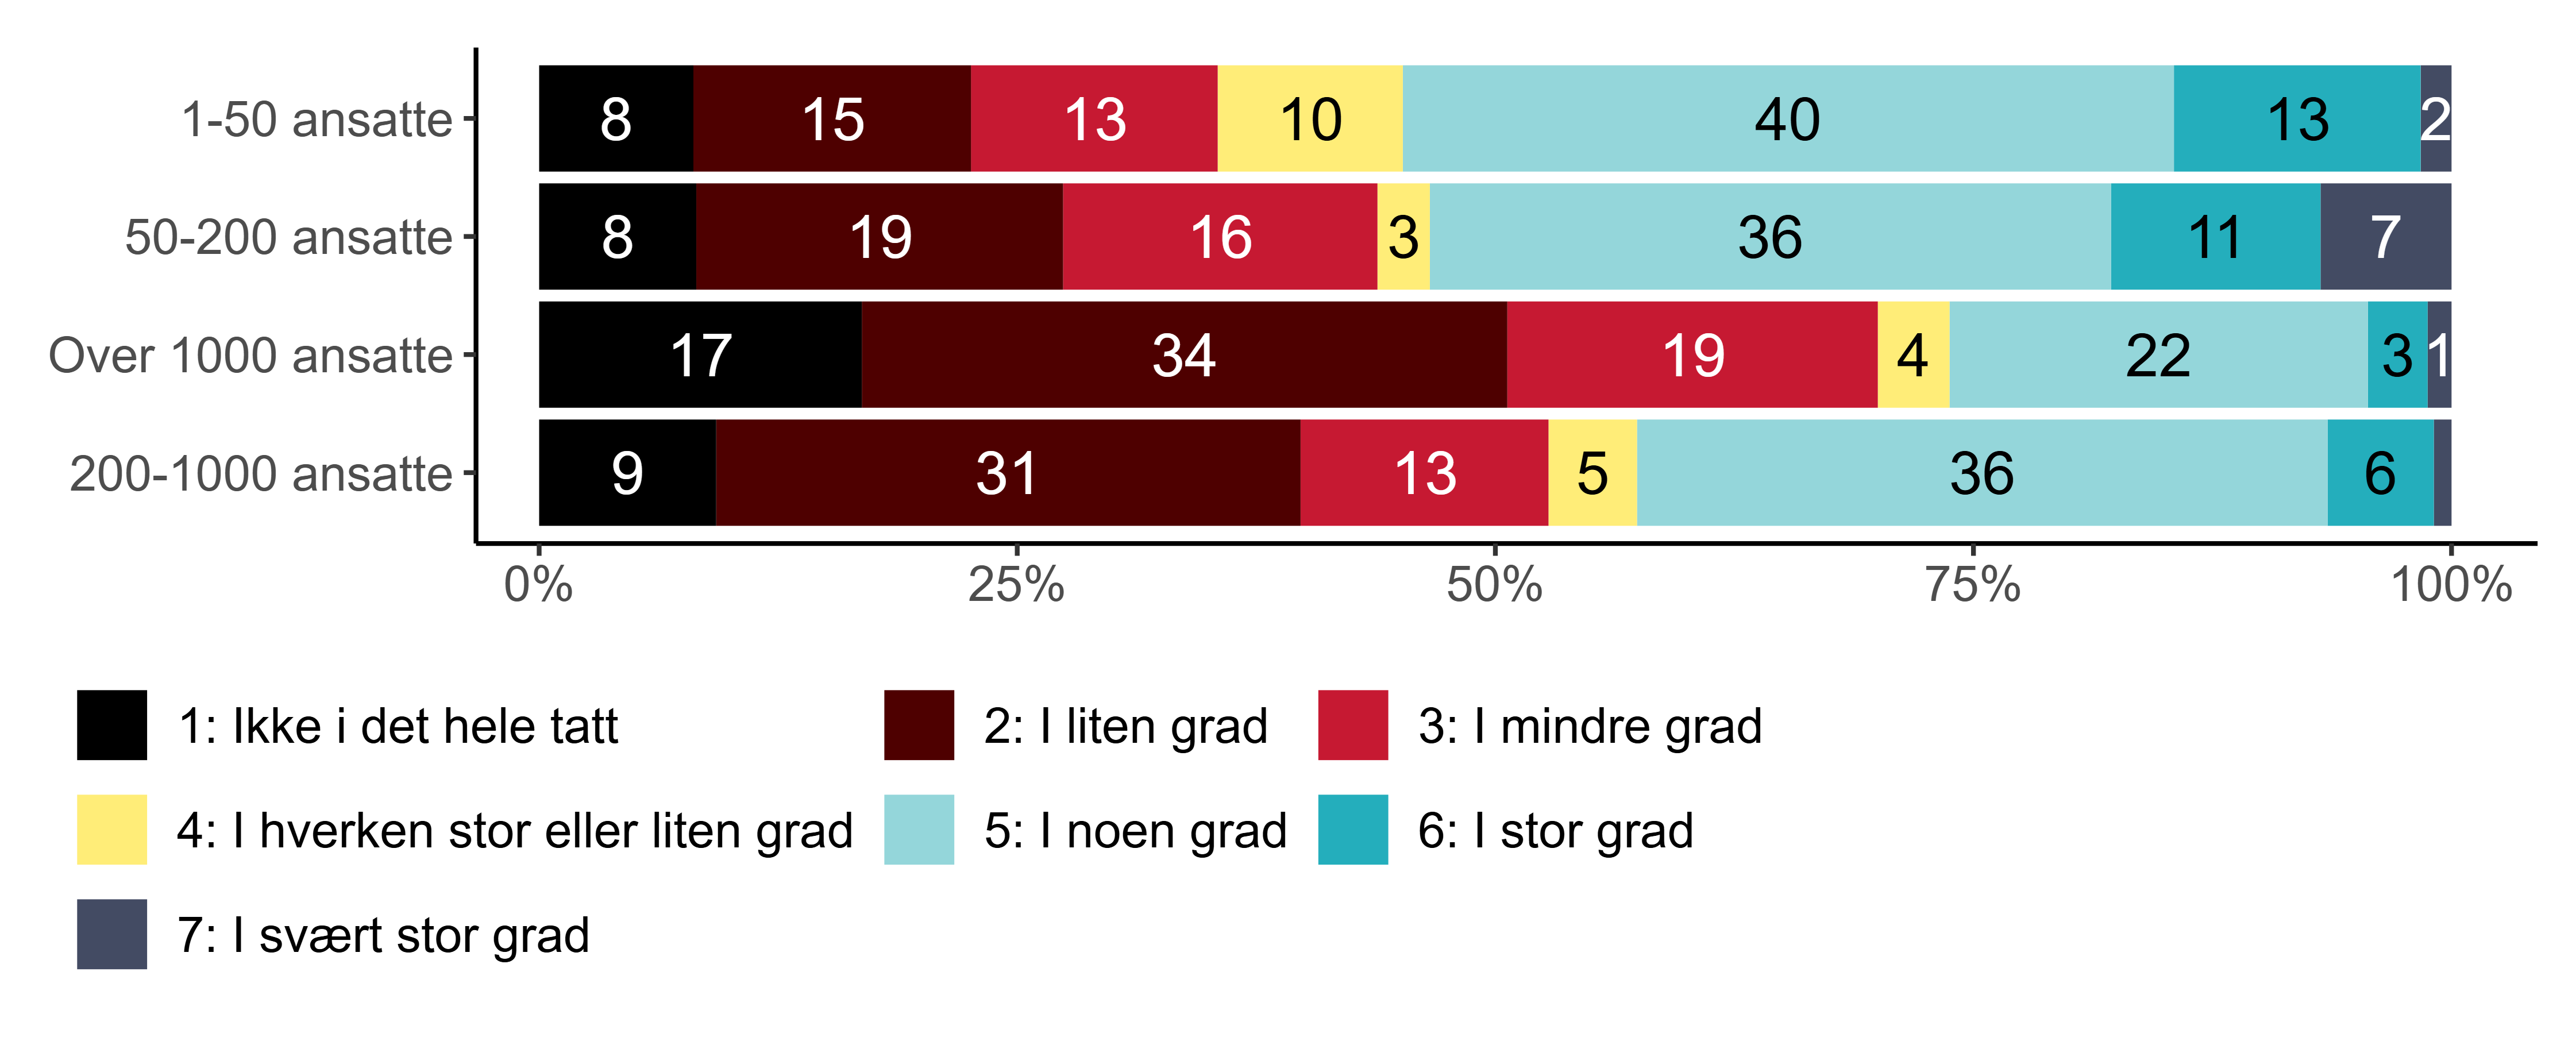 1-50 ansatte 8 15 13 10 40 13 2
50-200 ansatte 8 19 16 3 36 11 7
Over 1000 ansatte 17 34 19 4 22 3 1
200-1000 ansatte 9 31 13 5 36 6
0% 25% 50% 75% 100%
1: Ikke i det hele tatt 2: I liten grad 3: I mindre grad
4: I hverken stor eller liten grad 5: I noen grad 6: I stor grad
7: I svært stor grad